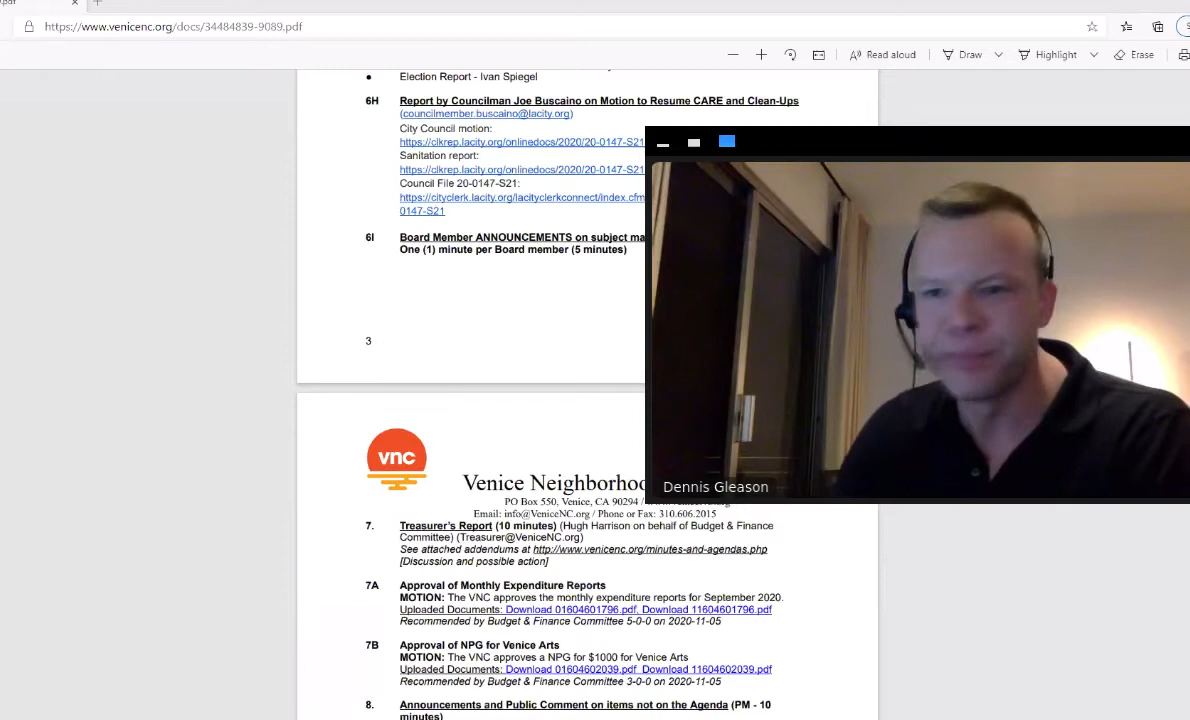 .pdf
https://www.venicenc.org/docs/34484839-9089.pdf
Read aloud
Draw
Highlight
Erase
Election Report - Ivan Spiegel
6H Report by Councilman Joe Buscaino on Motion to Resume CARE and Clean-Ups
(councilmember.buscaino@lacity.org)
City Council motion:
https://clkrep.lacity.org/onlinedocs/2020/20-0147-S21
Sanitation report:
https://clkrep.lacity.org/onlinedocs/2020/20-0147-S21
Council File 20-0147-S21:
https://cityclerk.lacity.org/lacityclerkconnect/index.cfm
0147-S21
6I Board Member ANNOUNCEMENTS on subject ma
One (1) minute per Board member (5 minutes)
3
Dennis Gleason
vnc
Venice Neighborhoo
PO Box 550, Venice, CA 90294 /
Email: info@VeniceNC.org / Phone or Fax: 310.606.2015
7. Treasurer's Report (10 minutes) (Hugh Harrison on behalf of Budget & Finance
Committee) (Treasurer@VeniceNC.org)
See attached addendums at http://www.venicenc.org/minutes-and-agendas.php
[Discussion and possible action]
7A Approval of Monthly Expenditure Reports
MOTION: The VNC approves the monthly expenditure reports for September 2020.
Uploaded Documents: Download 01604601796.pdf, Download 11604601796.pdf
Recommended by Budget & Finance Committee 5-0-0 on 2020-11-05
7B Approval of NPG for Venice Arts
MOTION: The VNC approves a NPG for $1000 for Venice Arts
Uploaded Documents: Download 01604602039.pdf, Download 11604602039.pdf
Recommended by Budget & Finance Committee 3-0-0 on 2020-11-05
8. Announcements and Public Comment on items not on the Agenda (PM - 10
minutes)